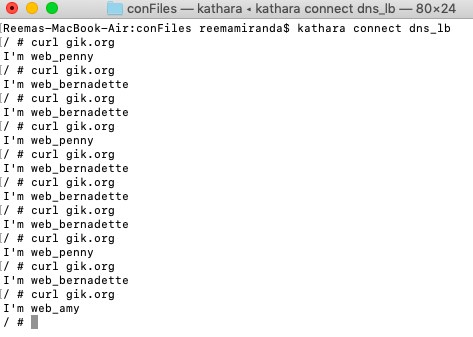 conFiles — kathara ◂ kathara connect dns_lb — 80×24
Reemas-MacBook-Air:conFiles reemamiranda$ kathara connect dns_lb
[/ # curl gik.org
I'm web_penny
[/ # curl gik.org
I'm web_bernadette
[/ # curl gik.org
I'm web_bernadette
[/ # curl gik.org
I'm web_penny
[/ # curl gik.org
I'm web_bernadette
[/ # curl gik.org
I'm web_bernadette
[/ # curl gik.org
I'm web_bernadette
[/ # curl gik.org
I'm web_penny
[/ # curl gik.org
I'm web_bernadette
[/ # curl gik.org
I'm web_amy
/ #